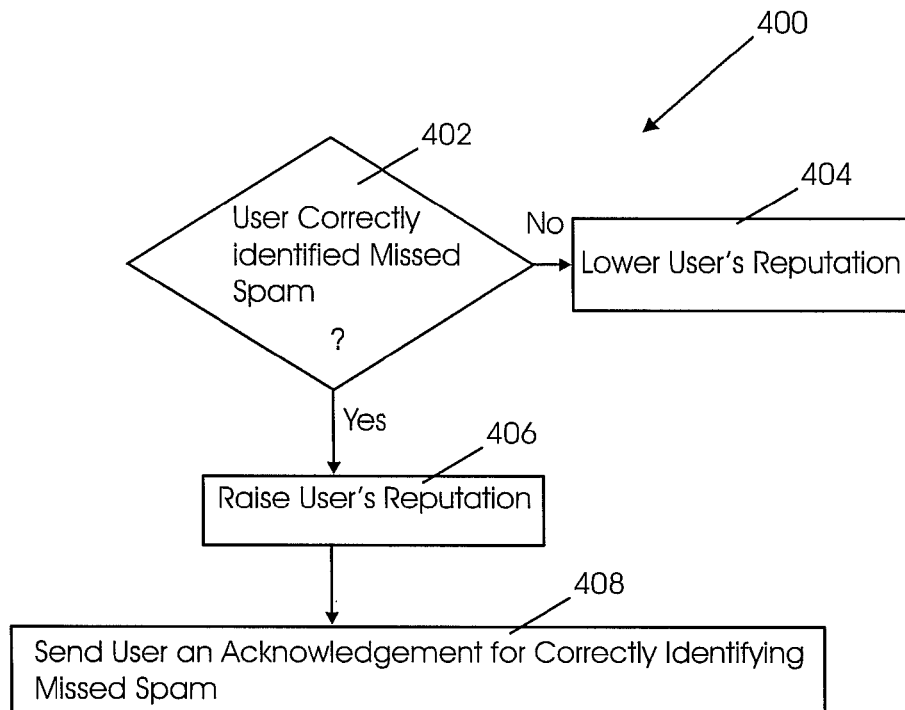 400
402
User Correctly
identified Missed
Spam
?
No
404
Lower User's Reputation
Yes
406
Raise User's Reputation
408
Send User an Acknowledgement for Correctly Identifying
Missed Spam